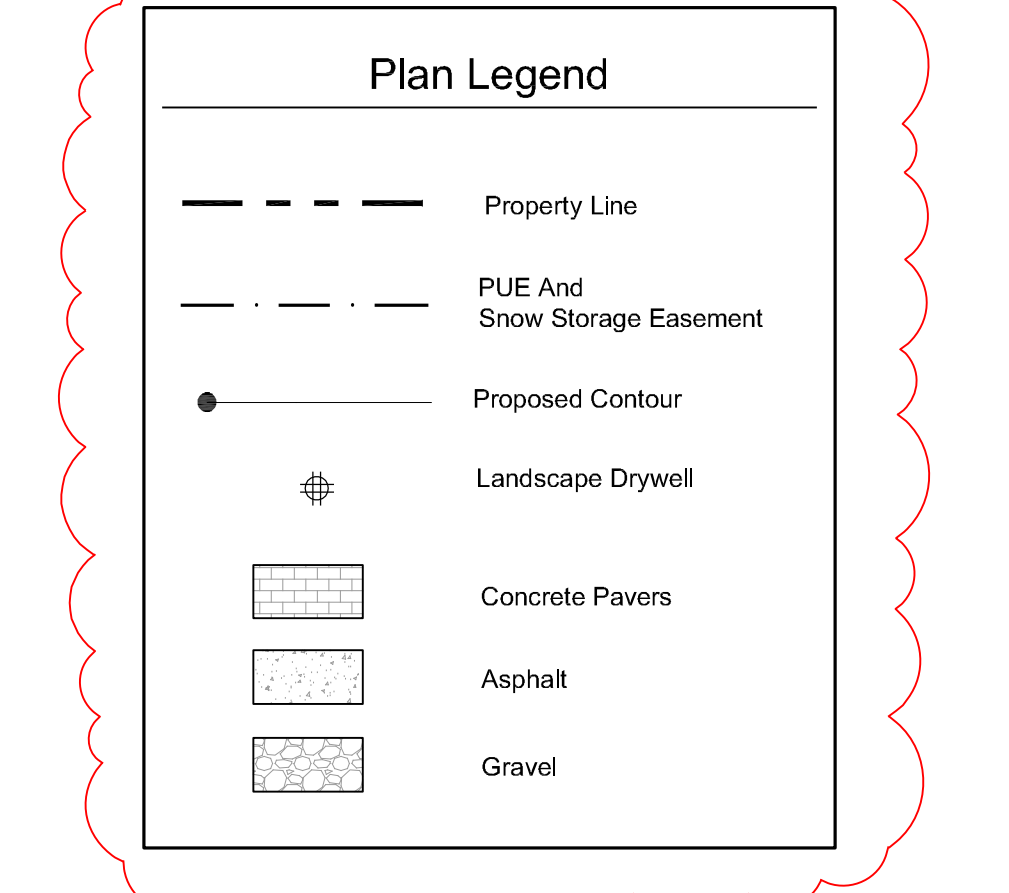 Plan Legend
Property Line
PUE And
Snow Storage Easement
Proposed Contour
Landscape Drywell
Concrete Pavers
Asphalt
Gravel